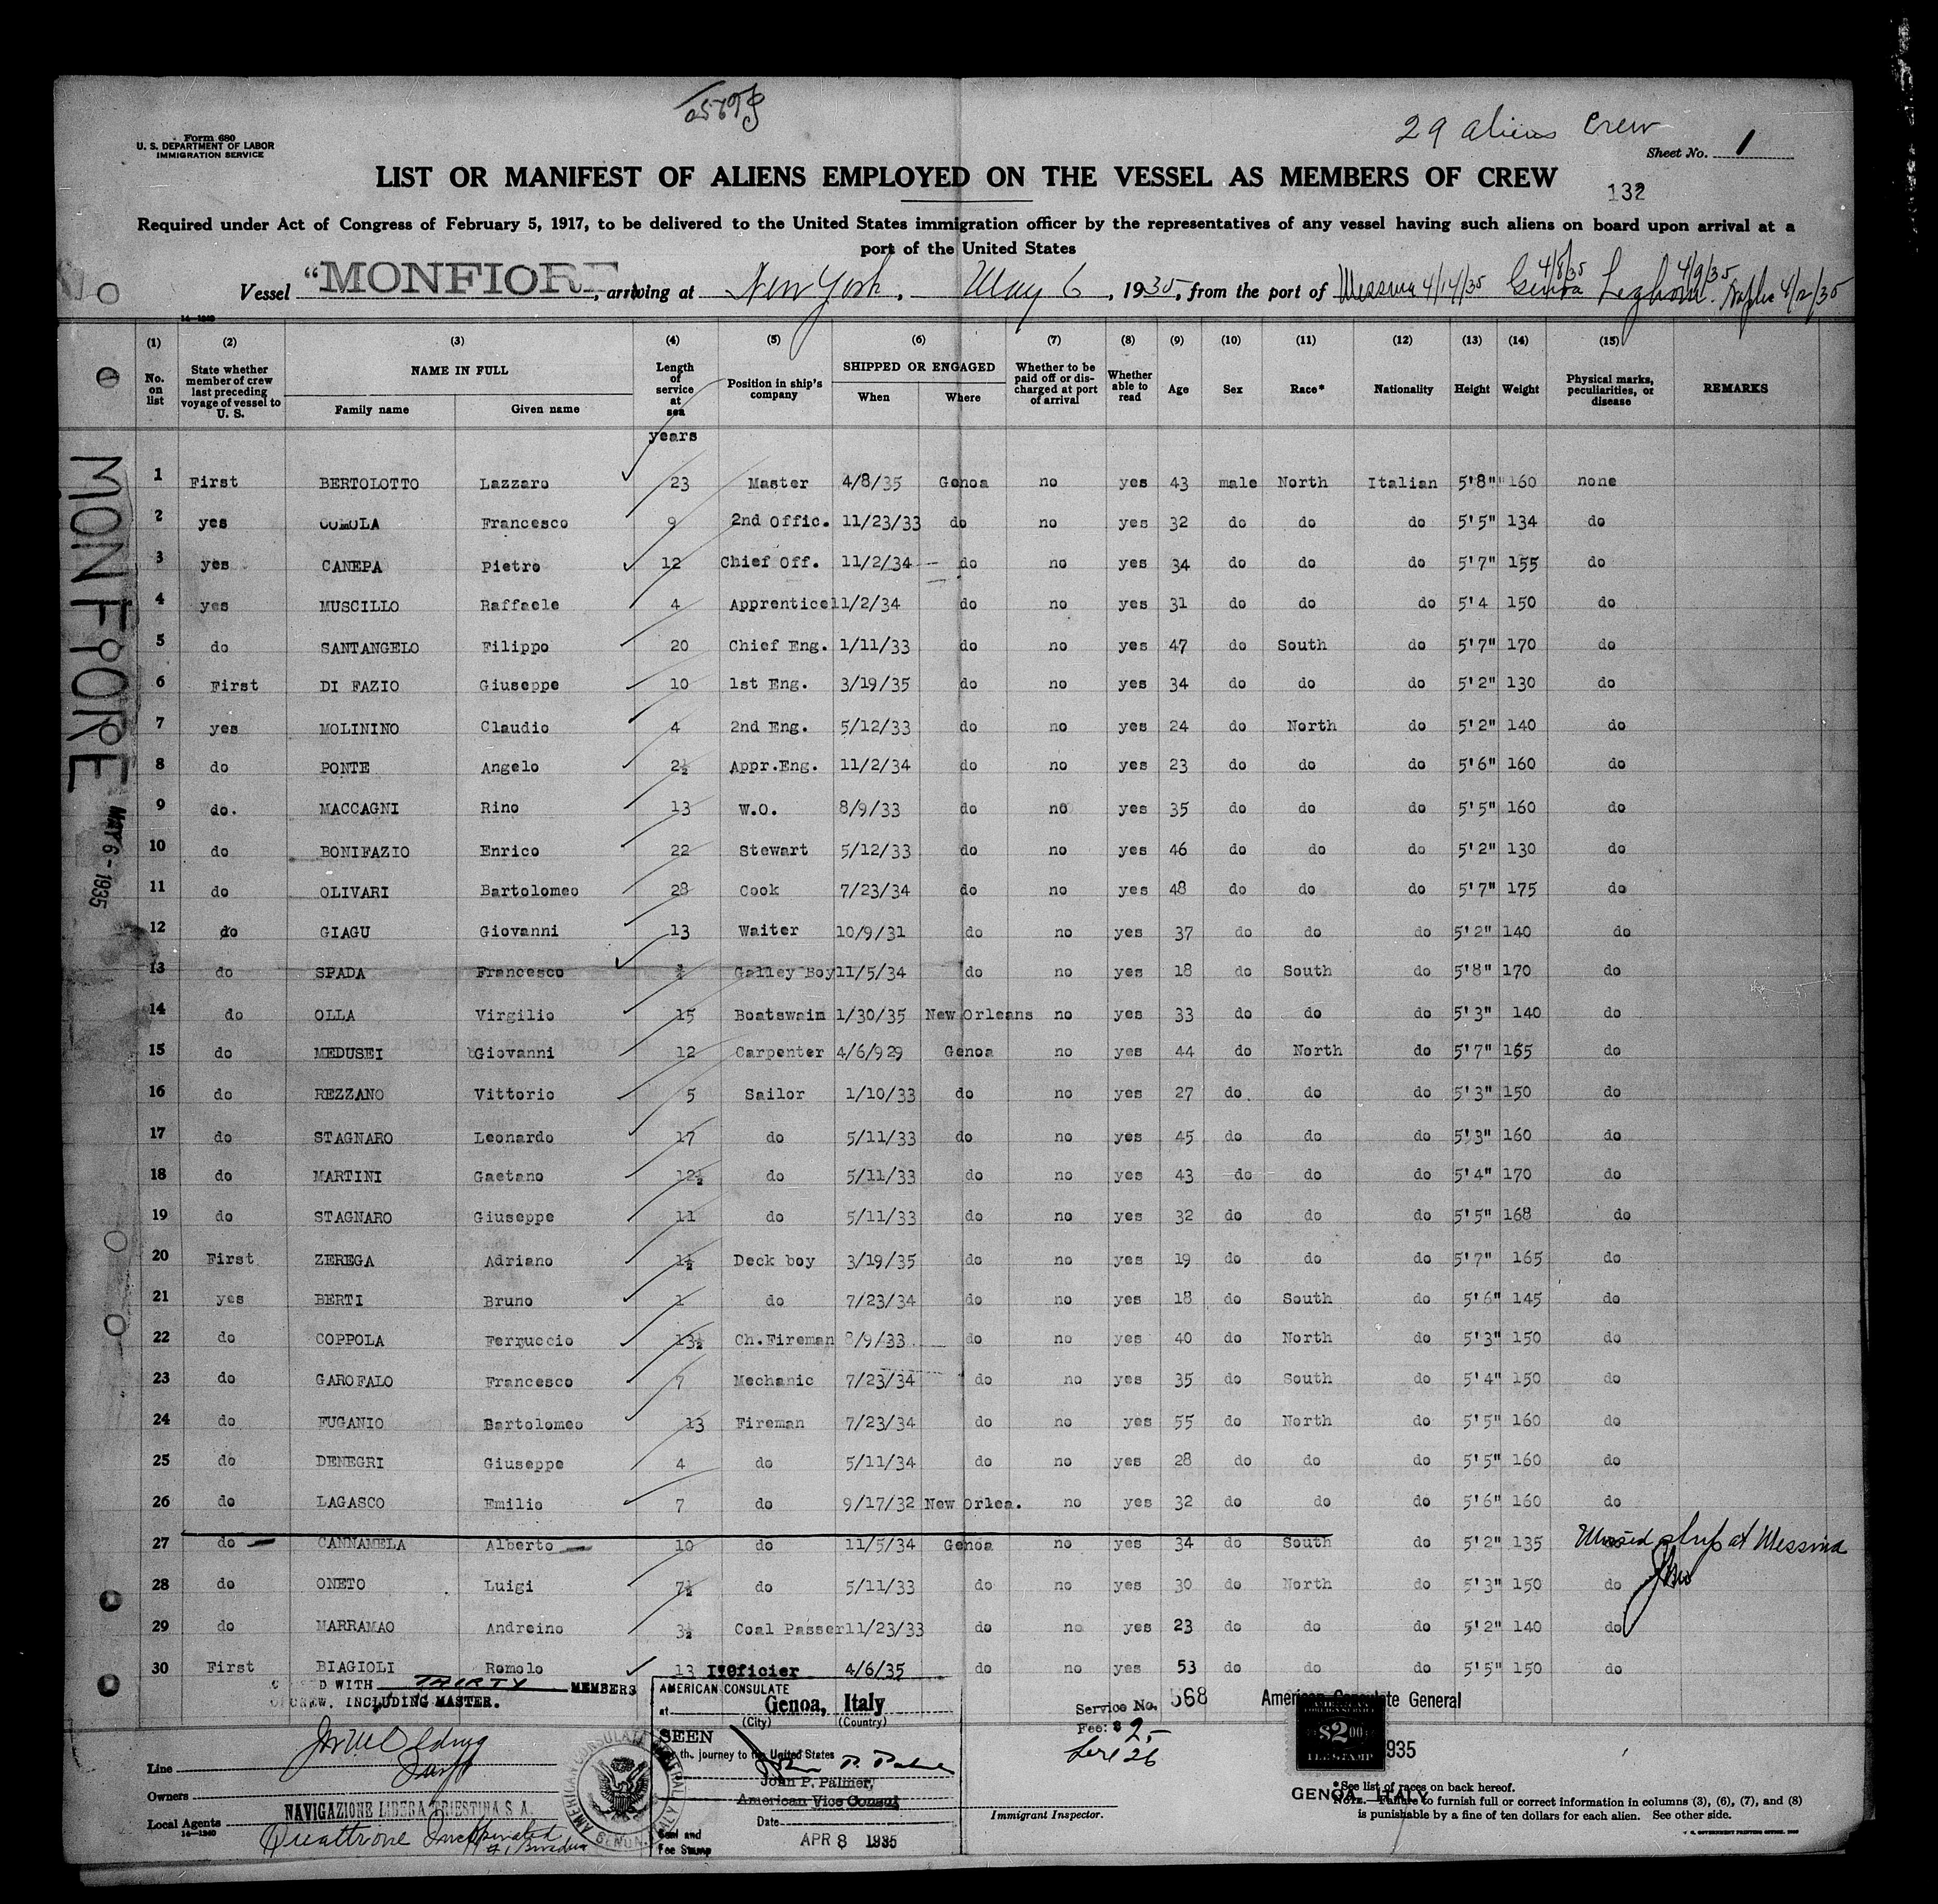 Form 680
U. S. DEPARTMENT OF LABOR
IMMIGRATION SERVICE
29 aliens crew
Sheet No. 1
LIST OR MANIFEST OF ALIENS EMPLOYED ON THE VESSEL AS MEMBERS OF CREW
132
Required under Act of Congress of February 5, 1917, to be delivered to the United States immigration officer by the representatives of any vessel having such aliens on board upon arrival at a
port of the United States
Vessel "MONFIORE, arriving at New York, May 6, 1935, from the port of Messina 4/14/35 Genoa 4/8/35 Leghorn 4/9/35 Naples 4/12/35
14—1240
(1) (2) (3) (4) (5) (6) (7) (8) (9) (10) (11) (12) (13) (14) (15)
No. on list State whether member of crew last preceding voyage of vessel to U. S. NAME IN FULL Family name Given name Length of service at sea Position in ship's company SHIPPED OR ENGAGED When Where Whether to be paid off or discharged at port of arrival Whether able to read Age Sex Race* Nationality Height Weight Physical marks, peculiarities, or disease REMARKS
years
1 First BERTOLOTTO Lazzaro 23 Master 4/8/35 Genoa no yes 43 male North Italian 5'8" 160 none
2 yes COMOLA Francesco 9 2nd Offic. 11/23/33 do no yes 32 do do do 5'5" 134 do
3 yes CANEPA Pietro 12 Chief Off. 11/2/34 do no yes 34 do do do 5'7" 155 do
4 yes MUSCILLO Raffaele 4 Apprentice 11/2/34 do no yes 31 do do do 5'4 150 do
5 do SANTANGELO Filippo 20 Chief Eng. 1/11/33 do no yes 47 do South do 5'7" 170 do
6 First DI FAZIO Giuseppe 10 1st Eng. 3/19/35 do no yes 34 do do do 5'2" 130 do
7 yes MOLININO Claudio 4 2nd Eng. 5/12/33 do no yes 24 do North do 5'2" 140 do
8 do PONTE Angelo 2½ Appr.Eng. 11/2/34 do no yes 23 do do do 5'6" 160 do
9 do. MACCAGNI Rino 13 W.O. 8/9/33 do no yes 35 do do do 5'5" 160 do
10 do BONIFAZIO Enrico 22 Stewart 5/12/33 do no yes 46 do do do 5'2" 130 do
11 do OLIVARI Bartolomeo 28 Cook 7/23/34 do no yes 48 do do do 5'7" 175 do
12 do GIAGU Giovanni 13 Waiter 10/9/31 do no yes 37 do do do 5'2" 140 do
13 do SPADA Francesco Galley Boy 11/5/34 do no yes 18 do South do 5'8" 170 do
14 do OLLA Virgilio 15 Boatswain 1/30/35 New Orleans no yes 33 do do do 5'3" 140 do
15 do MEDUSEI Giovanni 12 Carpenter 4/6/929 Genoa no yes 44 do North do 5'7" 165 do
16 do REZZANO Vittorio 5 Sailor 1/10/33 do no yes 27 do do do 5'3" 150 do
17 do STAGNARO Leonardo 17 do 5/11/33 do no yes 45 do do do 5'3" 160 do
18 do MARTINI Gaetano 12½ do 5/11/33 do no yes 43 do do do 5'4" 170 do
19 do STAGNARO Giuseppe 11 do 5/11/33 do no yes 32 do do do 5'5" 168 do
20 First ZEREGA Adriano 1½ Deck boy 3/19/35 do no yes 19 do do do 5'7" 165 do
21 yes BERTI Bruno 1 do 7/23/34 do no yes 18 do South do 5'6" 145 do
22 do COPPOLA Ferruccio 13½ Ch.Fireman 8/9/33 do no yes 40 do North do 5'3" 150 do
23 do GAROFALO Francesco 7 Mechanic 7/23/34 do no yes 35 do South do 5'4" 150 do
24 do FUGANIO Bartolomeo 13 Fireman 7/23/34 do no yes 55 do North do 5'5" 160 do
25 do DENEGRI Giuseppe 4 do 5/11/34 do no yes 28 do do do 5'5" 160 do
26 do LAGASCO Emilio 7 do 9/17/32 New Orlea. no yes 32 do do do 5'6" 160 do
27 do CANNAMELA Alberto 10 do 11/5/34 Genoa no yes 34 do South do 5'2" 135 Missed ship at Messina
28 do ONETO Luigi 7½ do 5/11/33 do no yes 30 do North do 5'3" 150 do
29 do MARRAMAO Andreino 3½ Coal Passer 11/23/33 do no yes 23 do do do 5'2" 140 do
30 First BIAGIOLI Romolo 13 4/6/35 do no yes 53 do do do 5'5" 150 do
D WITH THIRTY MEMBERS
CREW, INCLUDING MASTER.
AMERICAN CONSULATE
at Genoa, Italy
(City) (Country)
SEEN
For the journey to the United States
John P. Palmer,
American Vice Consul
Date
APR 8 1935
Seal and
Fee Stamp
AMERICAN CONSULATE GENERAL GENOA, ITALY
Service No. 568
Fee: $ 2,-
American Consulate General
$2.00
FEE STAMP
935
GENOA ITALY
Line
Owners
NAVIGAZIONE LIBERA TRIESTINA S. A.
Local Agents
14—1240
Immigrant Inspector.
*See list of races on back hereof.
NOTE.—Failure to furnish full or correct information in columns (3), (6), (7), and (8)
is punishable by a fine of ten dollars for each alien. See other side.
U. S. GOVERNMENT PRINTING OFFICE
MONFIORE
MAY 6 - 1935